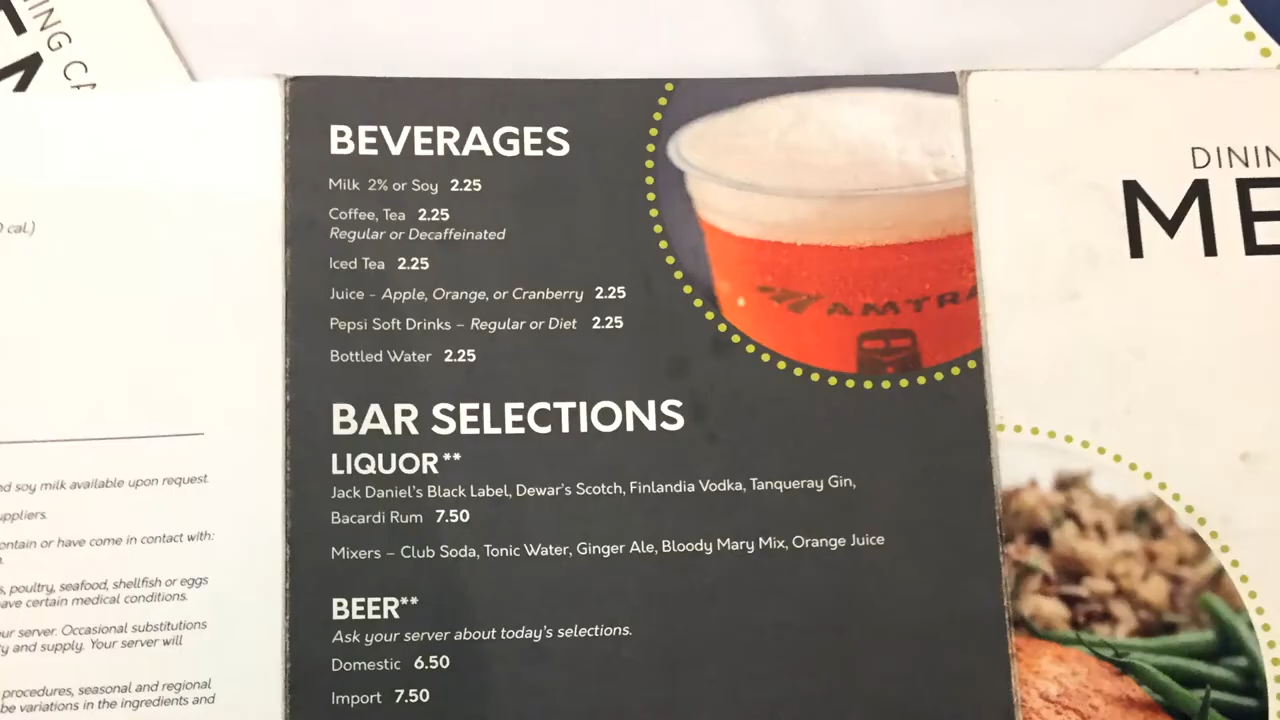 BEVERAGES
Milk 2% or Soy 2.25
Coffee, Tea 2.25
Regular or Decaffeinated
Iced Tea 2.25
Juice - Apple, Orange, or Cranberry 2.25
Pepsi Soft Drinks – Regular or Diet 2.25
Bottled Water 2.25
BAR SELECTIONS
LIQUOR**
Jack Daniel's Black Label, Dewar's Scotch, Finlandia Vodka, Tanqueray Gin,
Bacardi Rum 7.50
Mixers – Club Soda, Tonic Water, Ginger Ale, Bloody Mary Mix, Orange Juice
BEER**
Ask your server about today's selections.
Domestic 6.50
Import 7.50
cal.)
soy milk available upon request.
or have come in contact with:
poultry, seafood, shellfish or eggs
certain medical conditions.
server. Occasional substitutions
and supply. Your server will
procedures, seasonal and regional
be variations in the ingredients and